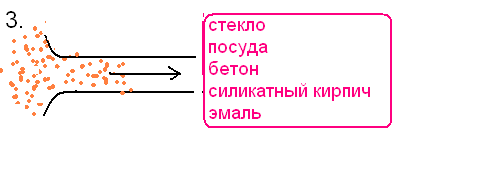 3.
стекло
посуда
бетон
силикатный кирпич
эмаль